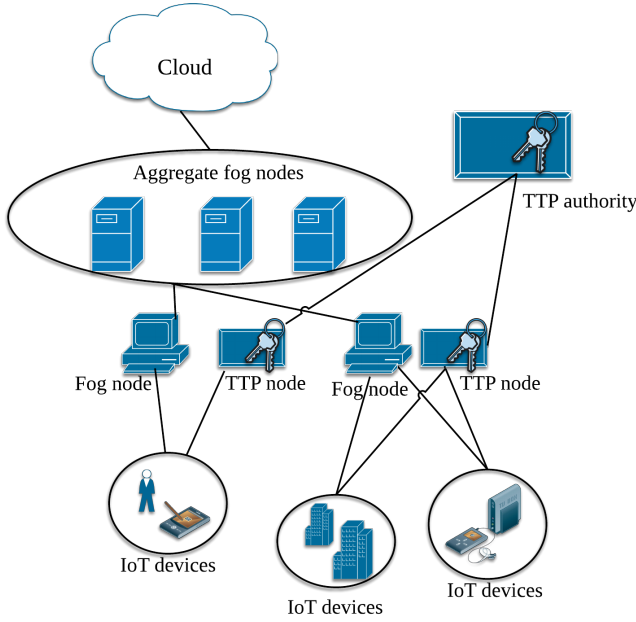 Cloud
Aggregate fog nodes
TTP authority
Fog node
TTP node
Fog node
TTP node
IoT devices
IoT devices
IoT devices